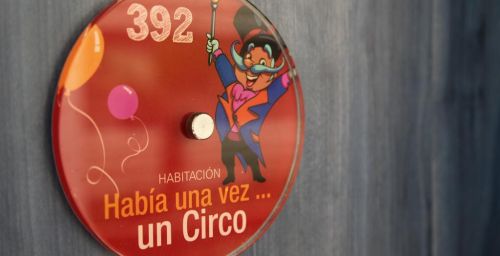 392
HABITACIÓN
Había una vez ...
un Circo